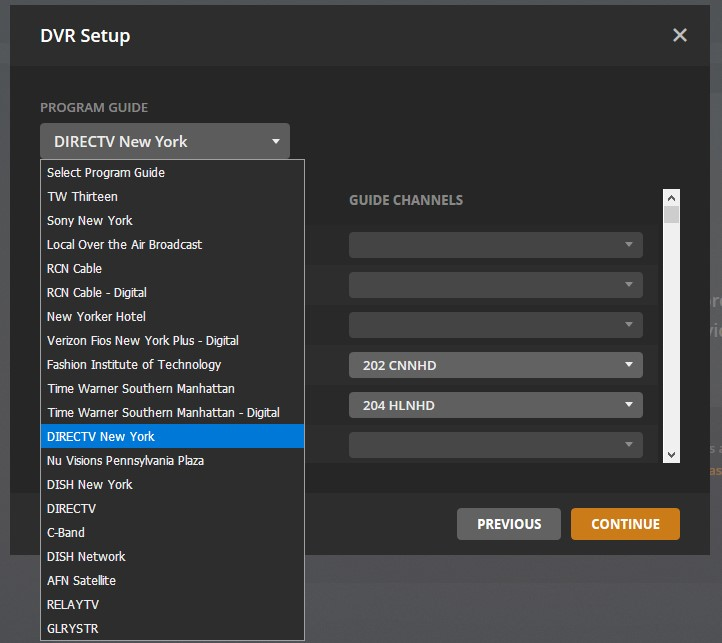 DVR Setup
PROGRAM GUIDE
DIRECTV New York
Select Program Guide
TW Thirteen
Sony New York
Local Over the Air Broadcast
RCN Cable
RCN Cable - Digital
New Yorker Hotel
Verizon Fios New York Plus - Digital
Fashion Institute of Technology
Time Warner Southern Manhattan
Time Warner Southern Manhattan - Digital
DIRECTV New York
Nu Visions Pennsylvania Plaza
DISH New York
DIRECTV
C-Band
DISH Network
AFN Satellite
RELAYTV
GLRYSTR
GUIDE CHANNELS
202 CNNHD
204 HLNHD
PREVIOUS
CONTINUE